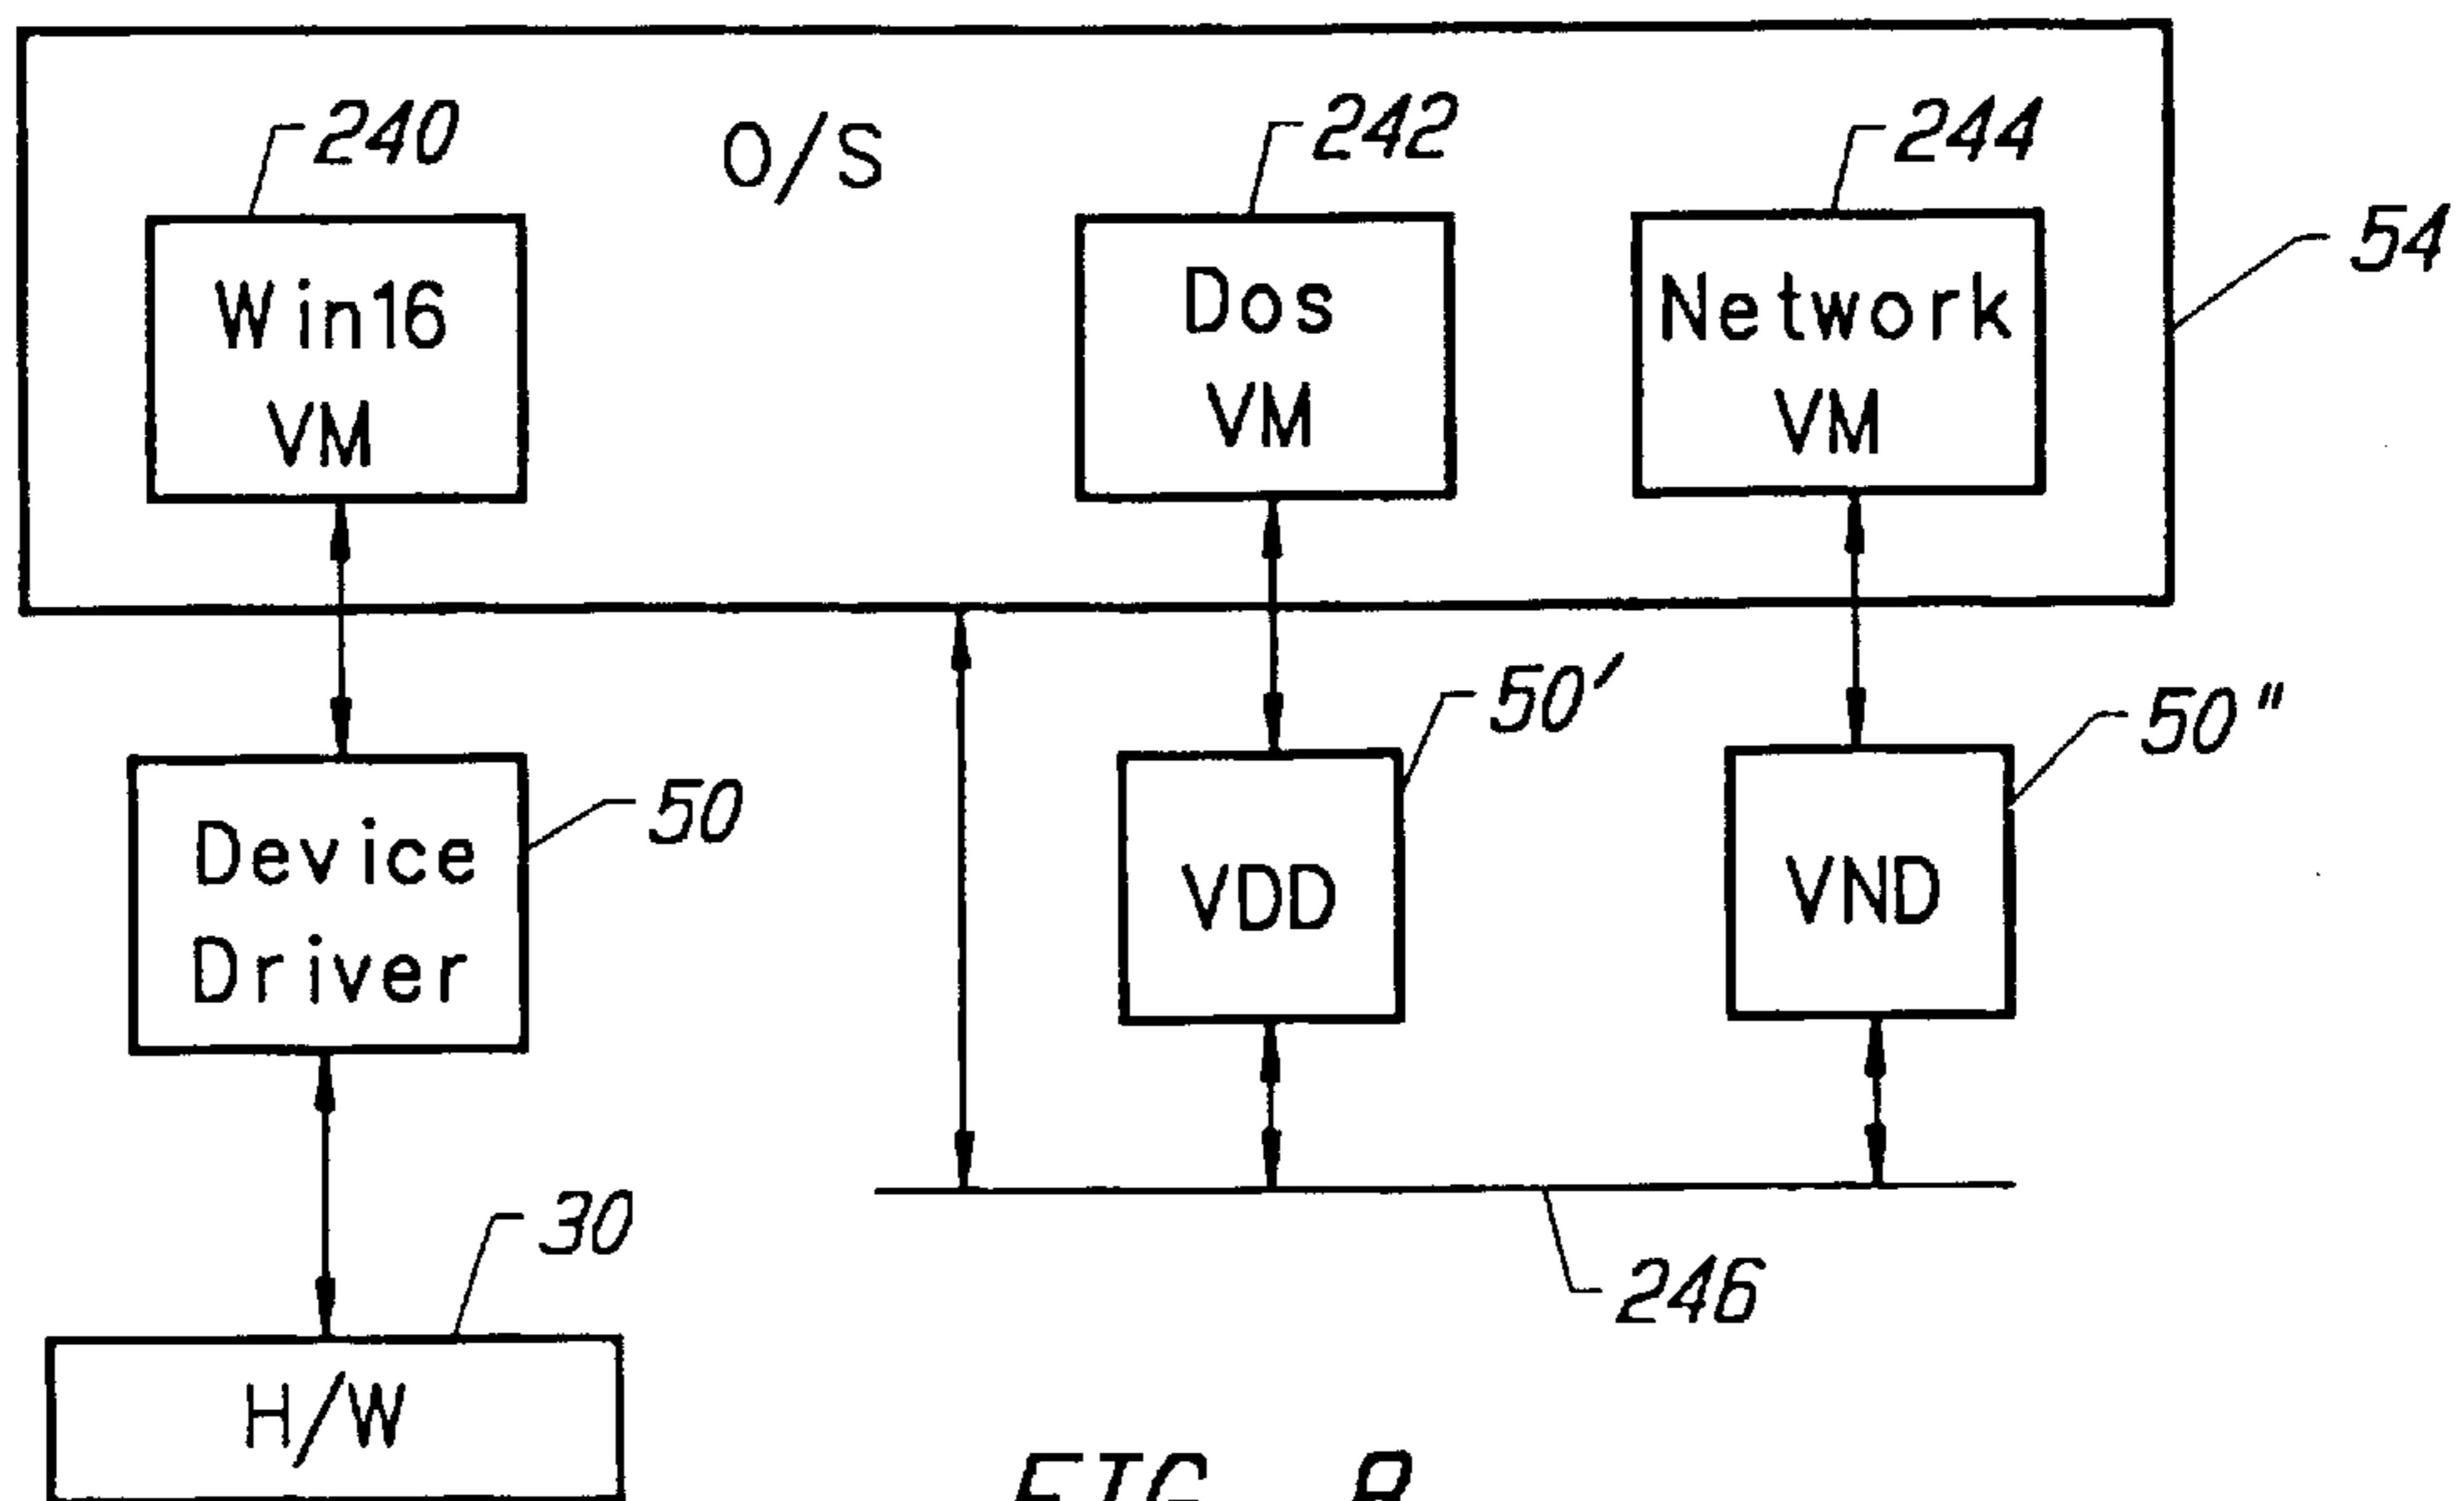 240
O/S
242
244
54
Win16
VM
Dos
VM
Network
VM
50'
50"
50
Device
Driver
VDD
VND
30
246
H/W
FIG.